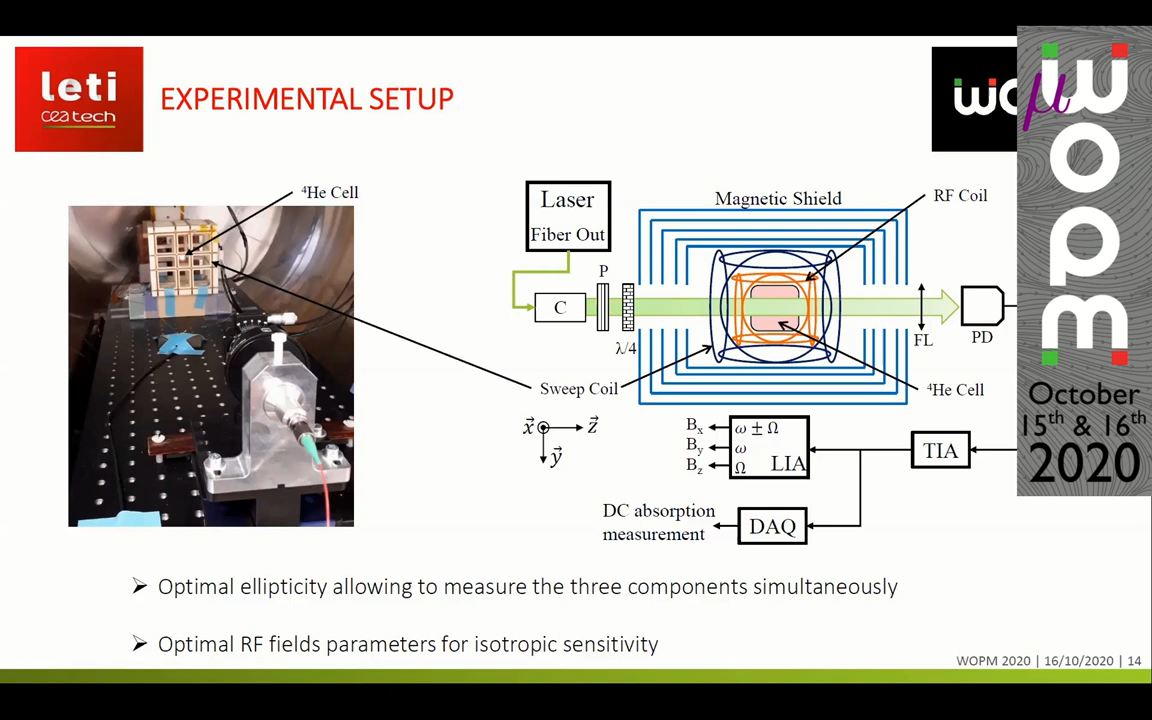 leti
ceatech
EXPERIMENTAL SETUP
μWOPM
October
15th & 16th
2020
⁴He Cell
Laser
Fiber Out
C
P
λ/4
Magnetic Shield
RF Coil
FL
PD
Sweep Coil
⁴He Cell
x⃗
z⃗
y⃗
Bx
By
Bz
ω ± Ω
ω
Ω
LIA
TIA
DC absorption
measurement
DAQ
➢ Optimal ellipticity allowing to measure the three components simultaneously
➢ Optimal RF fields parameters for isotropic sensitivity
WOPM 2020 | 16/10/2020 | 14